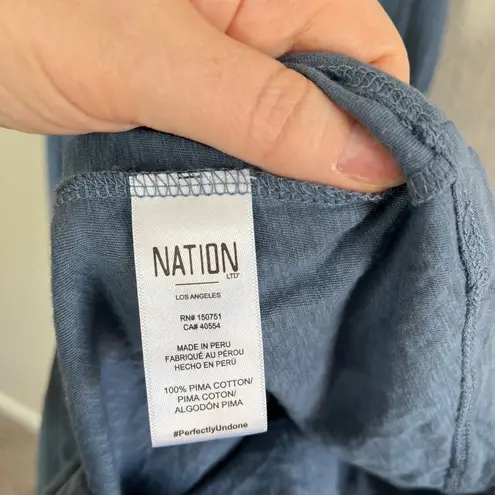 NATION
LTD
LOS ANGELES
RN# 150751
CA# 40554
MADE IN PERU
FABRIQUÉ AU PÉROU
HECHO EN PERÚ
100% PIMA COTTON/
PIMA COTON/
ALGODÓN PIMA
#PerfectlyUndone